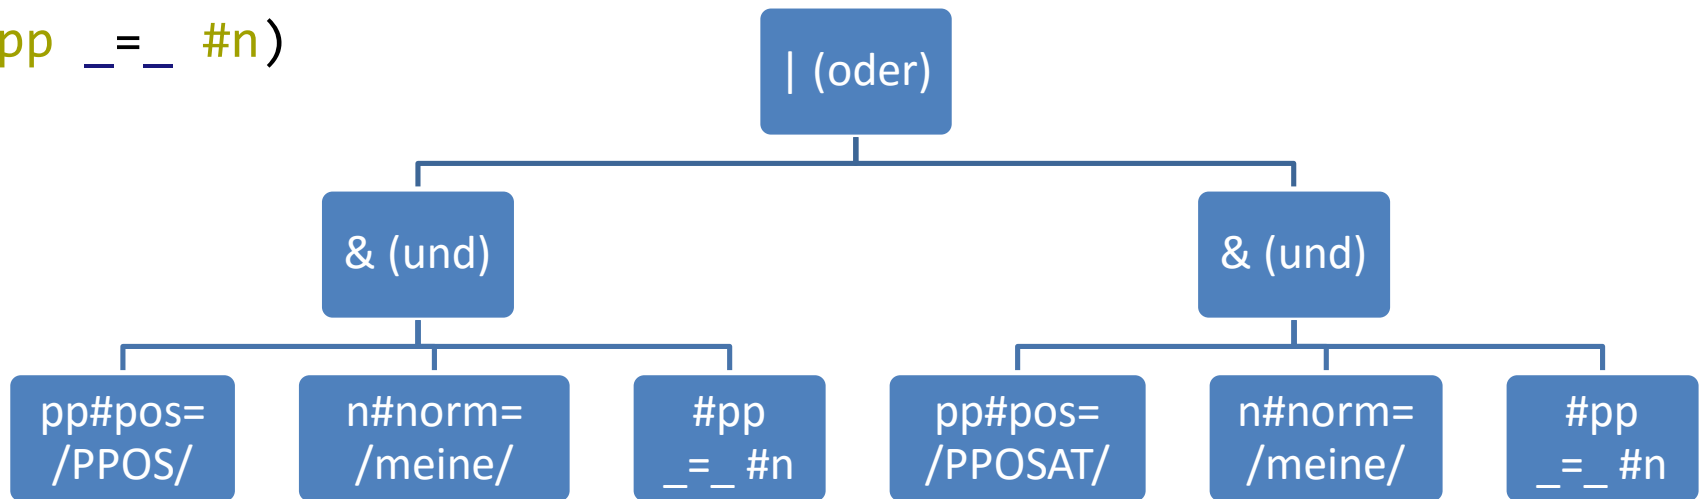 pp _=_ #n)
| (oder)
& (und)
& (und)
pp#pos=
/PPOS/
n#norm=
/meine/
#pp
_=_ #n
pp#pos=
/PPOSAT/
n#norm=
/meine/
#pp
_=_ #n